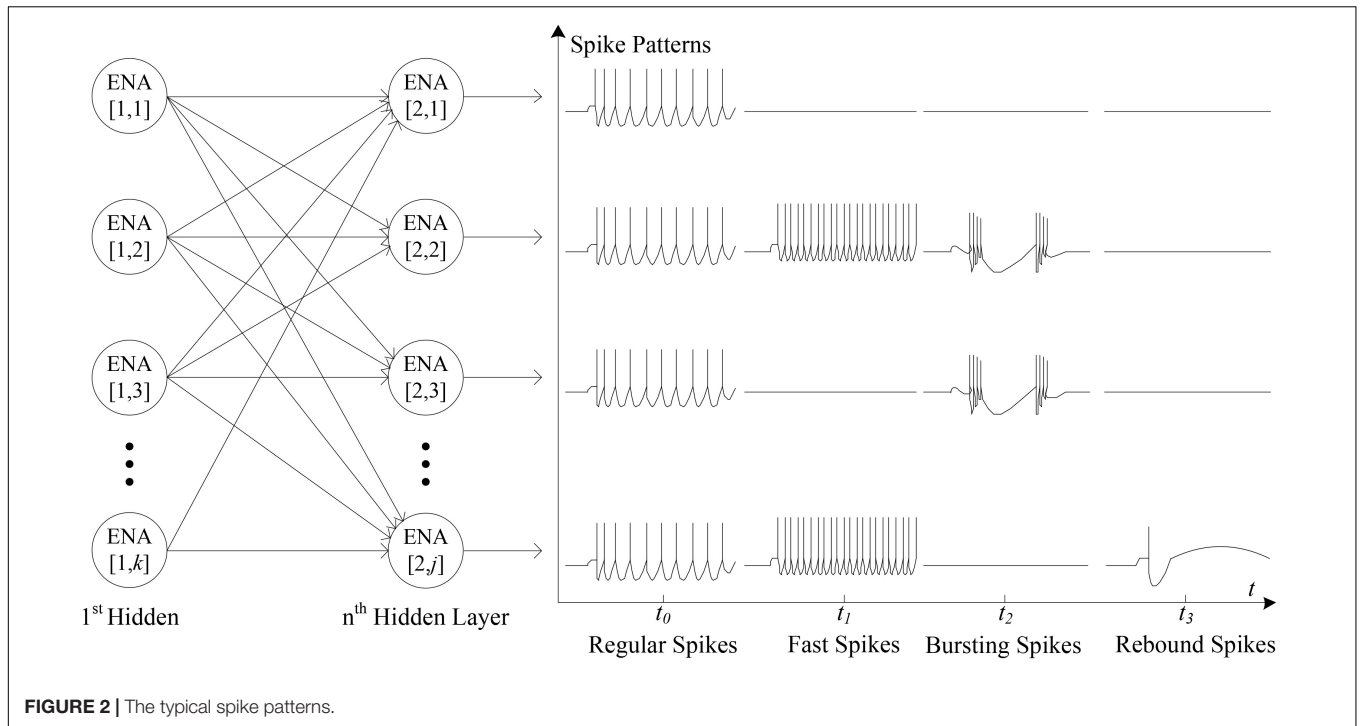 Spike Patterns
ENA
[1,1]
ENA
[2,1]
ENA
[1,2]
ENA
[2,2]
ENA
[1,3]
ENA
[2,3]
ENA
[1,k]
ENA
[2,j]
t
1st Hidden
nth Hidden Layer
t0
t1
t2
t3
Regular Spikes
Fast Spikes
Bursting Spikes
Rebound Spikes
FIGURE 2 | The typical spike patterns.